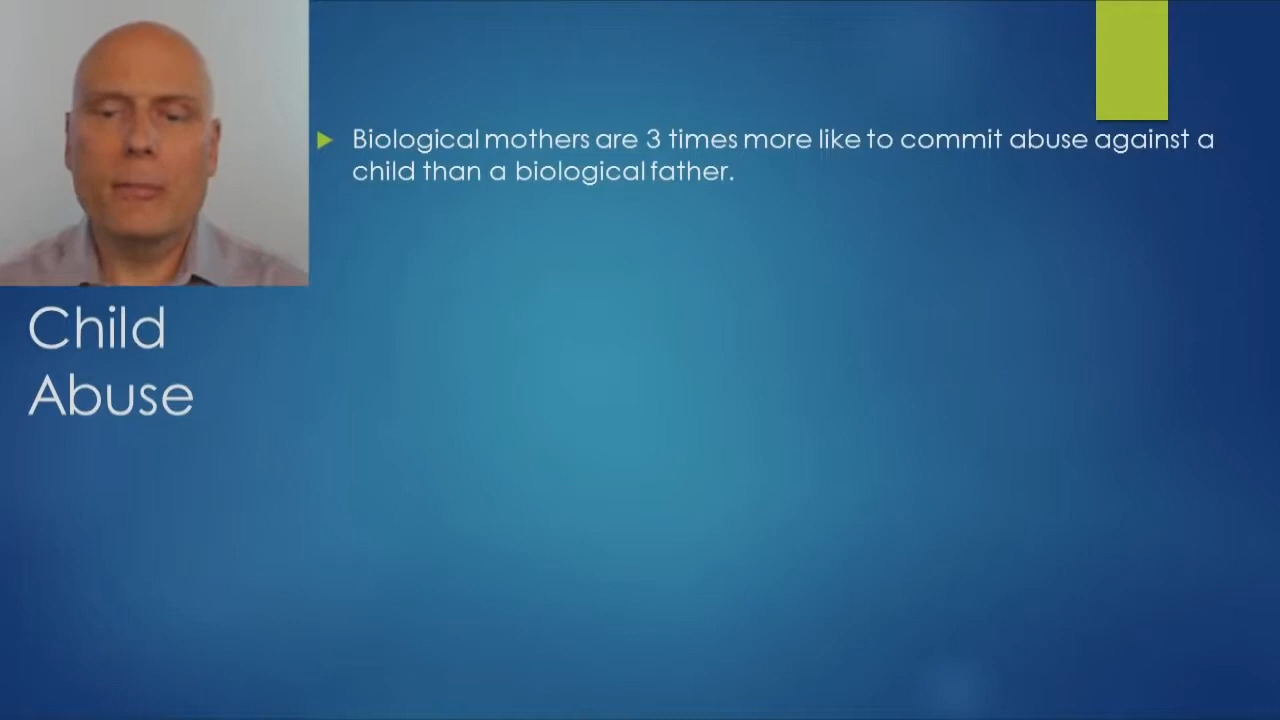 Biological mothers are 3 times more like to commit abuse against a
child than a biological father.
Child
Abuse